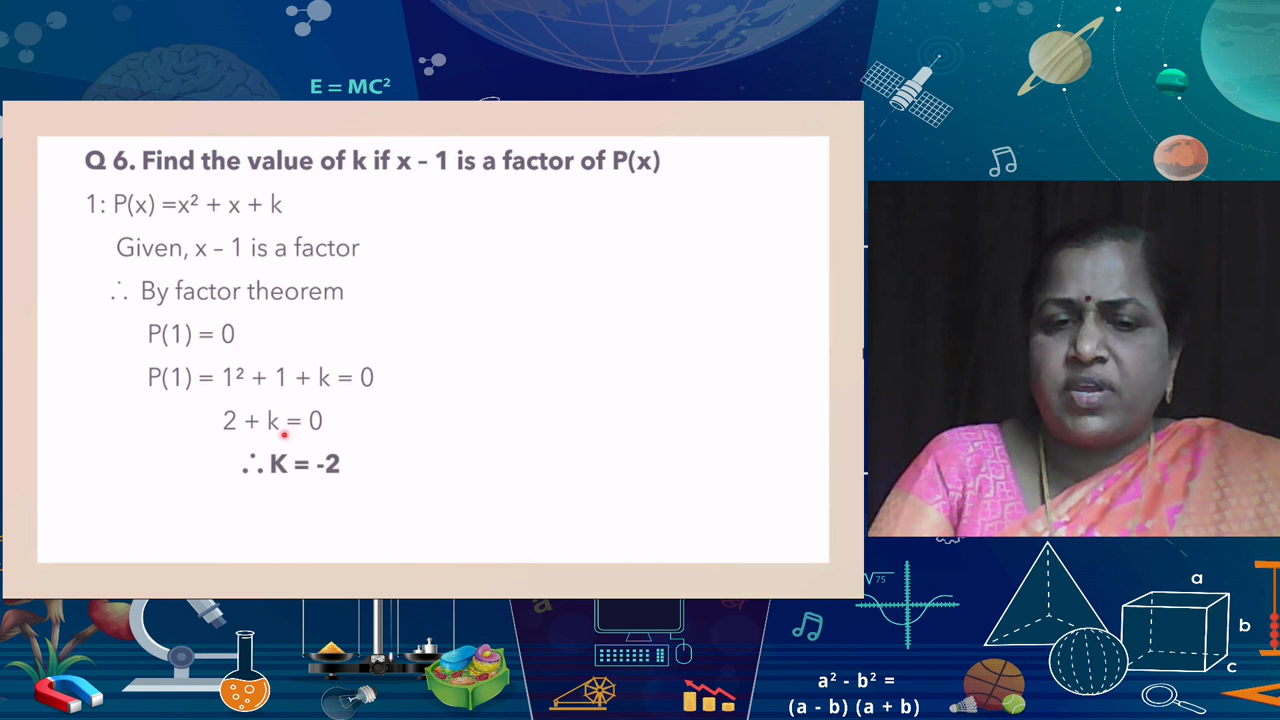 E = MC²
Q 6. Find the value of k if x – 1 is a factor of P(x)
1: P(x) =x² + x + k
Given, x – 1 is a factor
∴ By factor theorem
P(1) = 0
P(1) = 1² + 1 + k = 0
2 + k = 0
∴ K = -2
√75
a
b
c
a
a² - b² =
(a - b) (a + b)